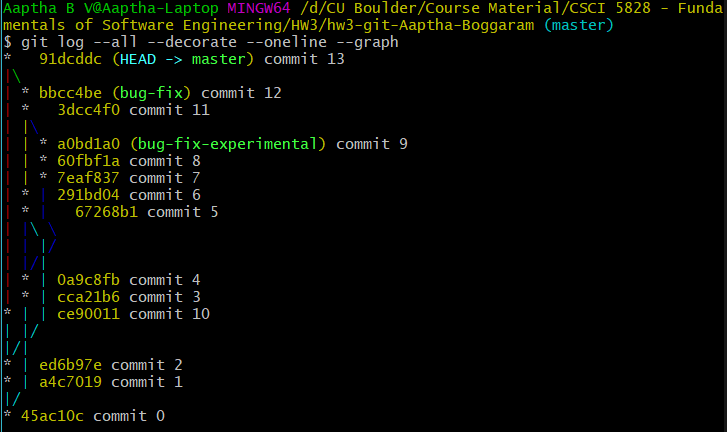 Aaptha B V@Aaptha-Laptop MINGW64 /d/CU Boulder/Course Material/CSCI 5828 - Funda
mentals of Software Engineering/HW3/hw3-git-Aaptha-Boggaram (master)
$ git log --all --decorate --oneline --graph
*   91dcddc (HEAD -> master) commit 13
|\
| * bbcc4be (bug-fix) commit 12
| *   3dcc4f0 commit 11
| |\
| | * a0bd1a0 (bug-fix-experimental) commit 9
| | * 60fbf1a commit 8
| | * 7eaf837 commit 7
| * | 291bd04 commit 6
| * |   67268b1 commit 5
| |\ \
| | |/
| |/|
| * | 0a9c8fb commit 4
| * | cca21b6 commit 3
* | | ce90011 commit 10
| |/
|/|
* | ed6b97e commit 2
* | a4c7019 commit 1
|/
* 45ac10c commit 0